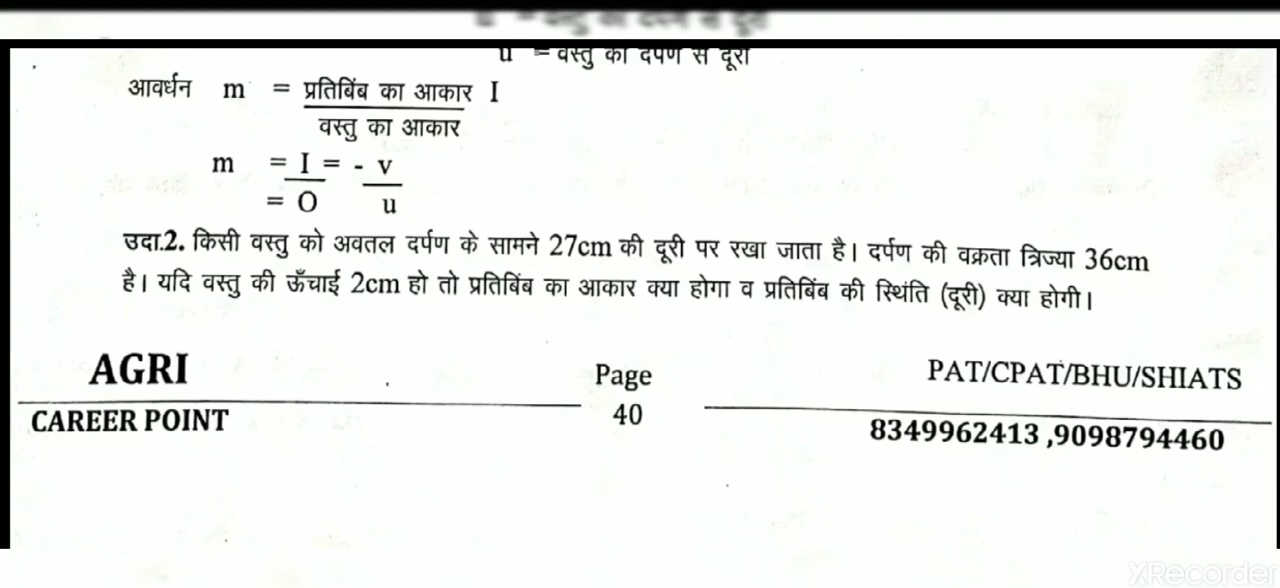 u = वस्तु का दर्पण से दूरी
आवर्धन m = प्रतिबिंब का आकार I
वस्तु का आकार
m = I = - v
= O u
उदा.2. किसी वस्तु को अवतल दर्पण के सामने 27cm की दूरी पर रखा जाता है। दर्पण की वक्रता त्रिज्या 36cm
है। यदि वस्तु की ऊँचाई 2cm हो तो प्रतिबिंब का आकार क्या होगा व प्रतिबिंब की स्थिंति (दूरी) क्या होगी।
AGRI Page PAT/CPAT/BHU/SHIATS
CAREER POINT 40 8349962413 ,9098794460
XRecorder